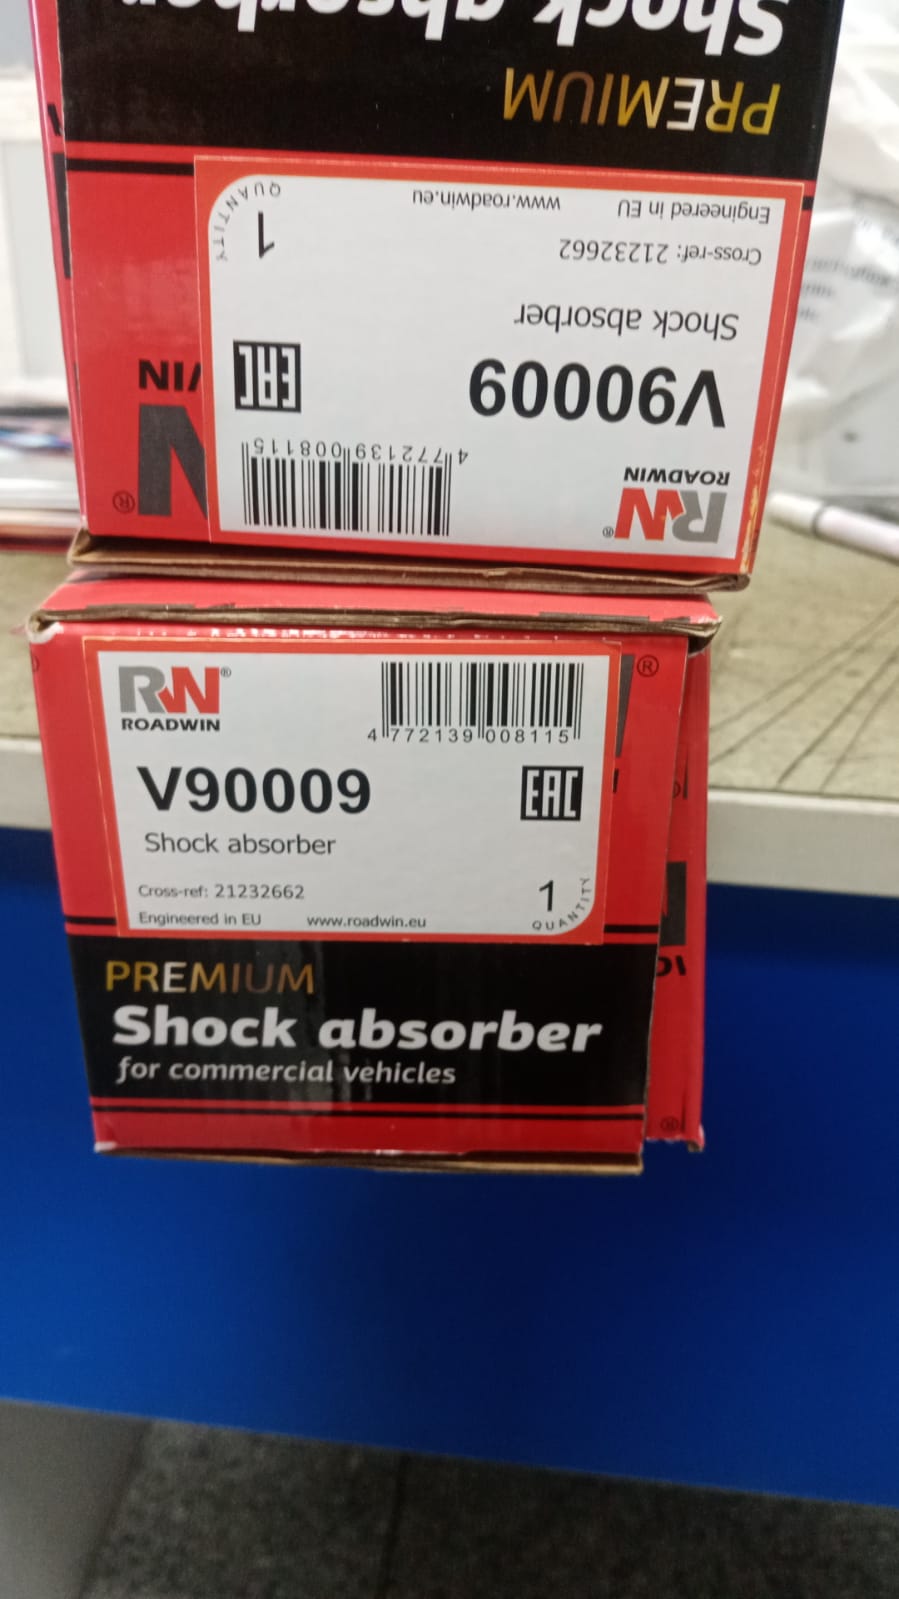 Shock absorber
PREMIUM
Engineered in EU www.roadwin.eu
Cross-ref: 21232662
QUANTITY
1
Shock absorber
V90009
EAC
4 772139 008115
RW®
ROADWIN
®
RW®
ROADWIN
4 772139 008115
V90009
EAC
Shock absorber
Cross-ref: 21232662
1
QUANTITY
Engineered in EU www.roadwin.eu
®
PREMIUM
Shock absorber
for commercial vehicles
®